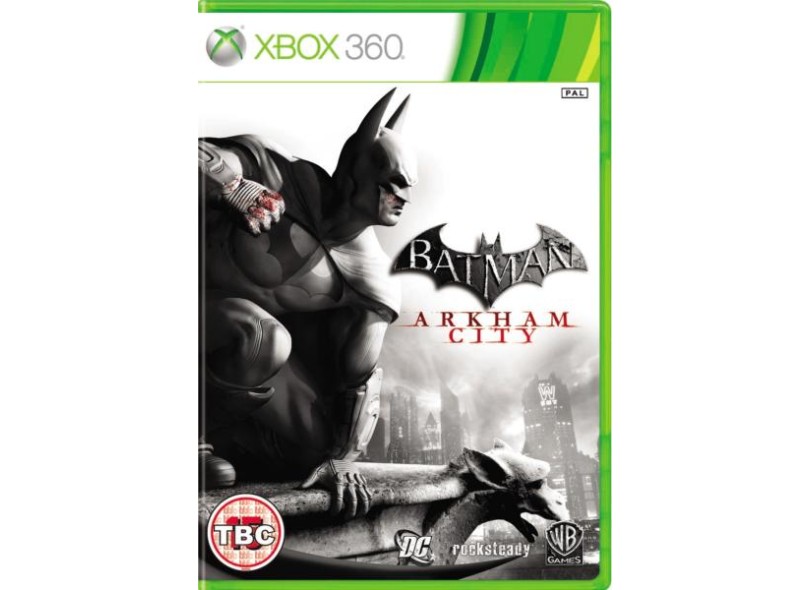 XBOX 360
PAL
BATMAN
ARKHAM
CITY
TBC
DC
rocksteady
WB
GAMES